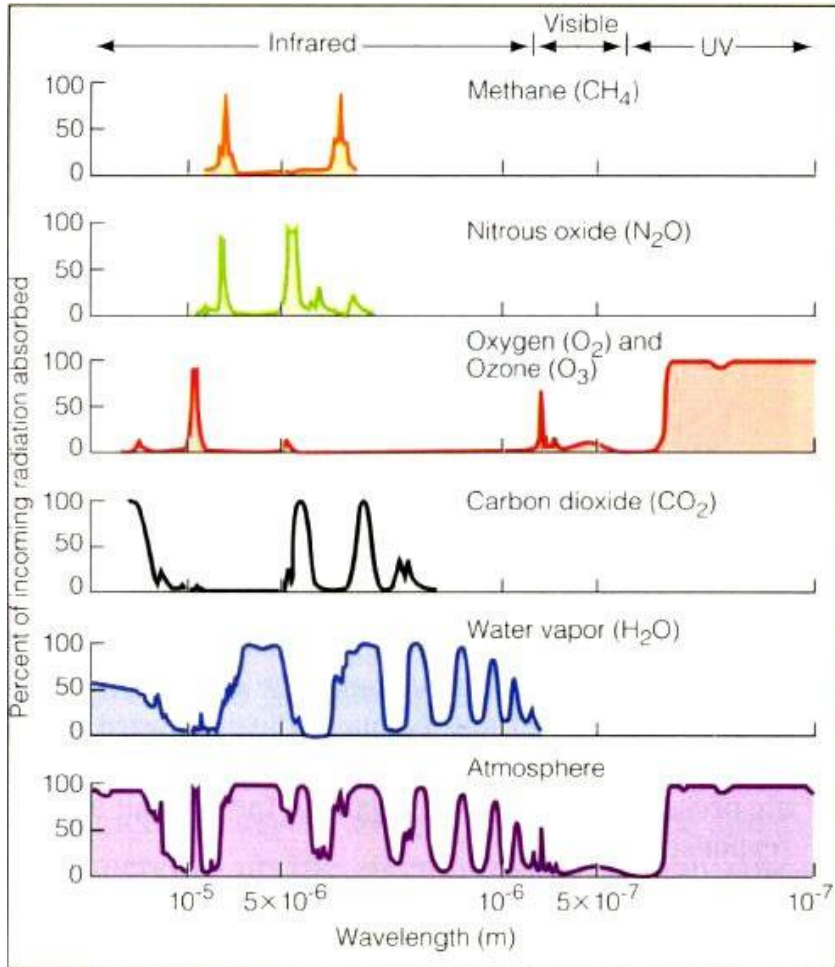 Infrared
Visible
UV
Percent of incoming radiation absorbed
Methane (CH₄)
100
50
0
Nitrous oxide (N₂O)
100
50
0
Oxygen (O₂) and
Ozone (O₃)
100
50
0
Carbon dioxide (CO₂)
100
50
0
Water vapor (H₂O)
100
50
0
Atmosphere
100
50
0
10⁻⁵ 5×10⁻⁶ 10⁻⁶ 5×10⁻⁷ 10⁻⁷
Wavelength (m)